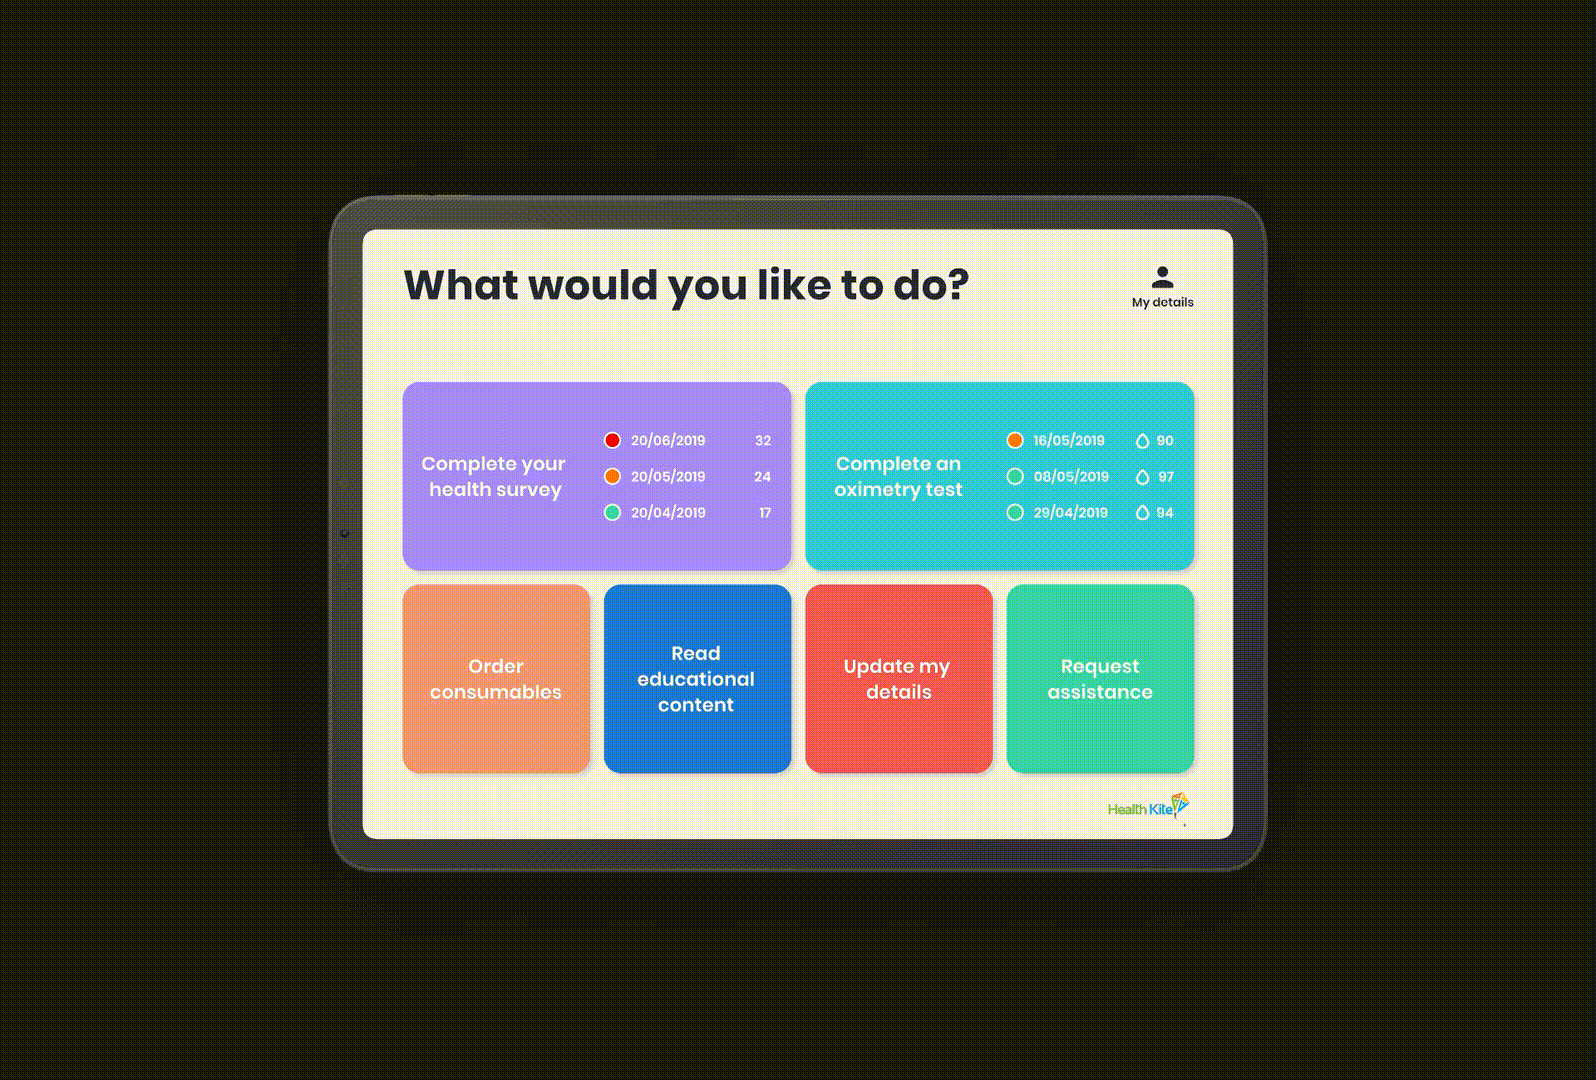 What would you like to do?
My details
Complete your
health survey
20/06/2019 32
20/05/2019 24
20/04/2019 17
Complete an
oximetry test
16/05/2019 90
08/05/2019 97
29/04/2019 94
Order
consumables
Read
educational
content
Update my
details
Request
assistance
Health Kite